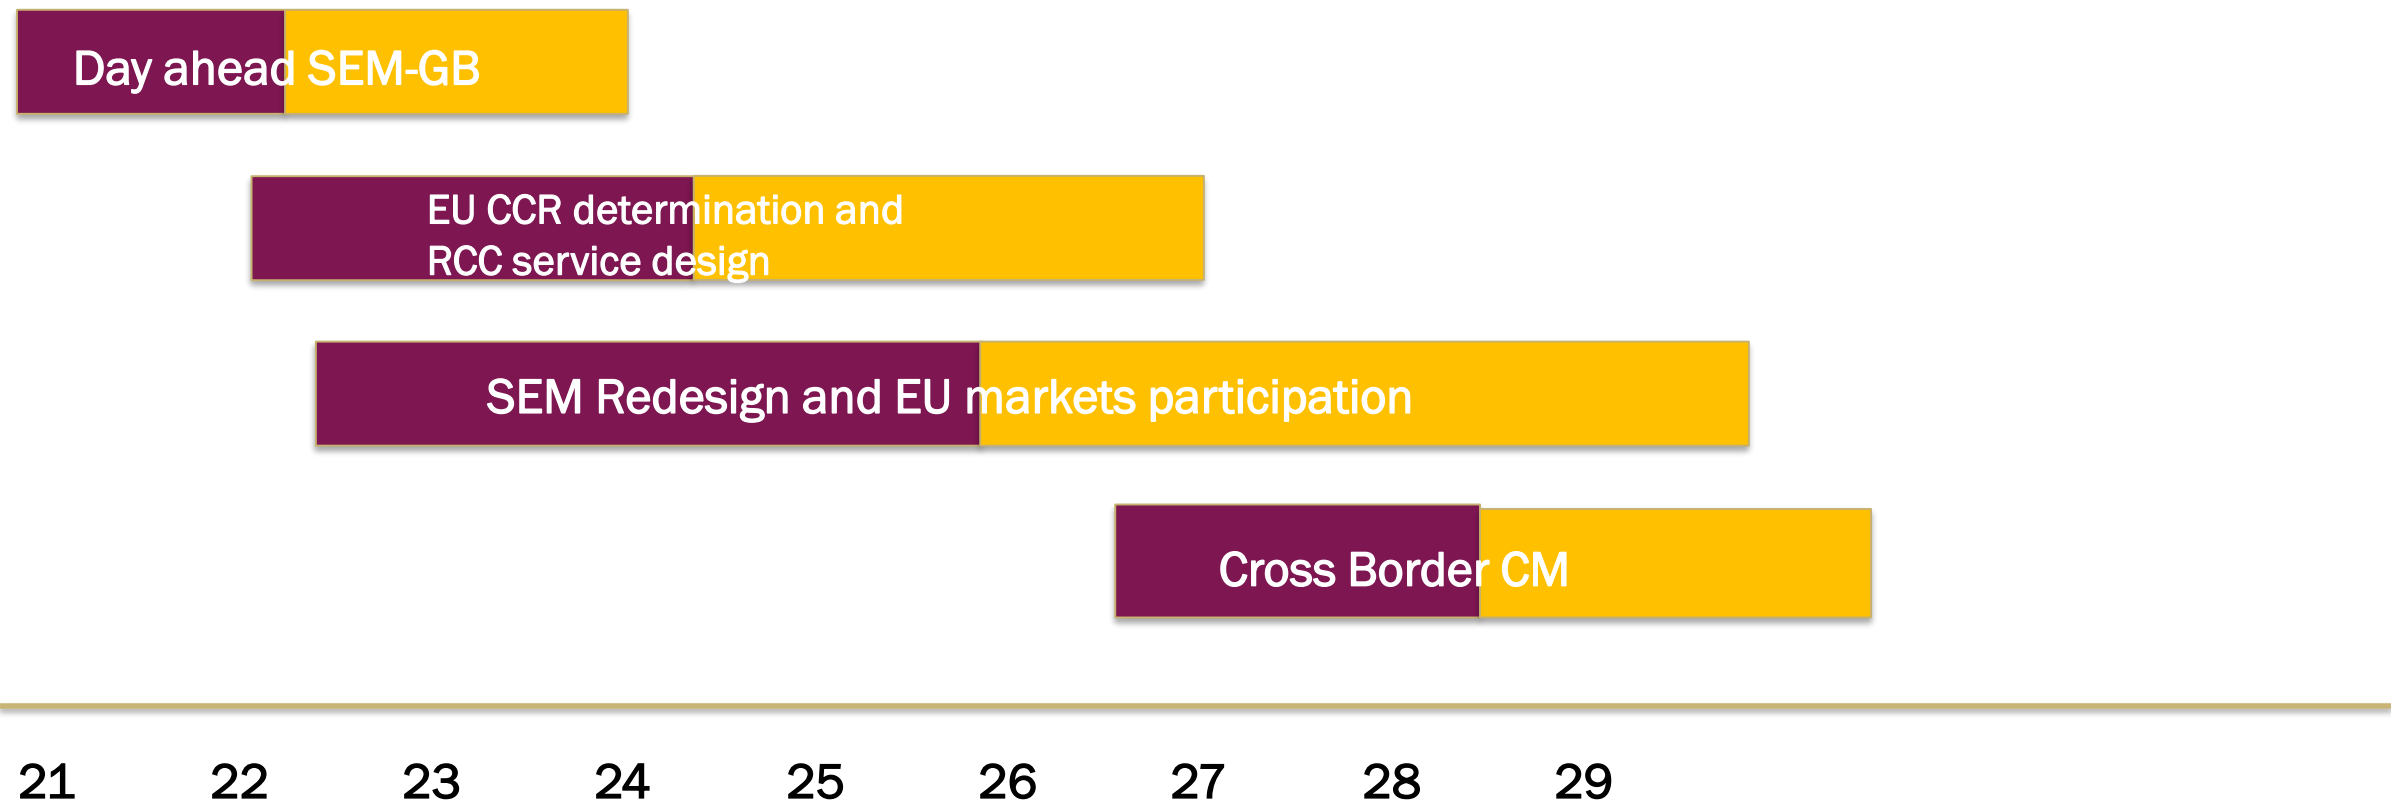 Day ahead SEM-GB
EU CCR determination and
RCC service design
SEM Redesign and EU markets participation
Cross Border CM
21 22 23 24 25 26 27 28 29